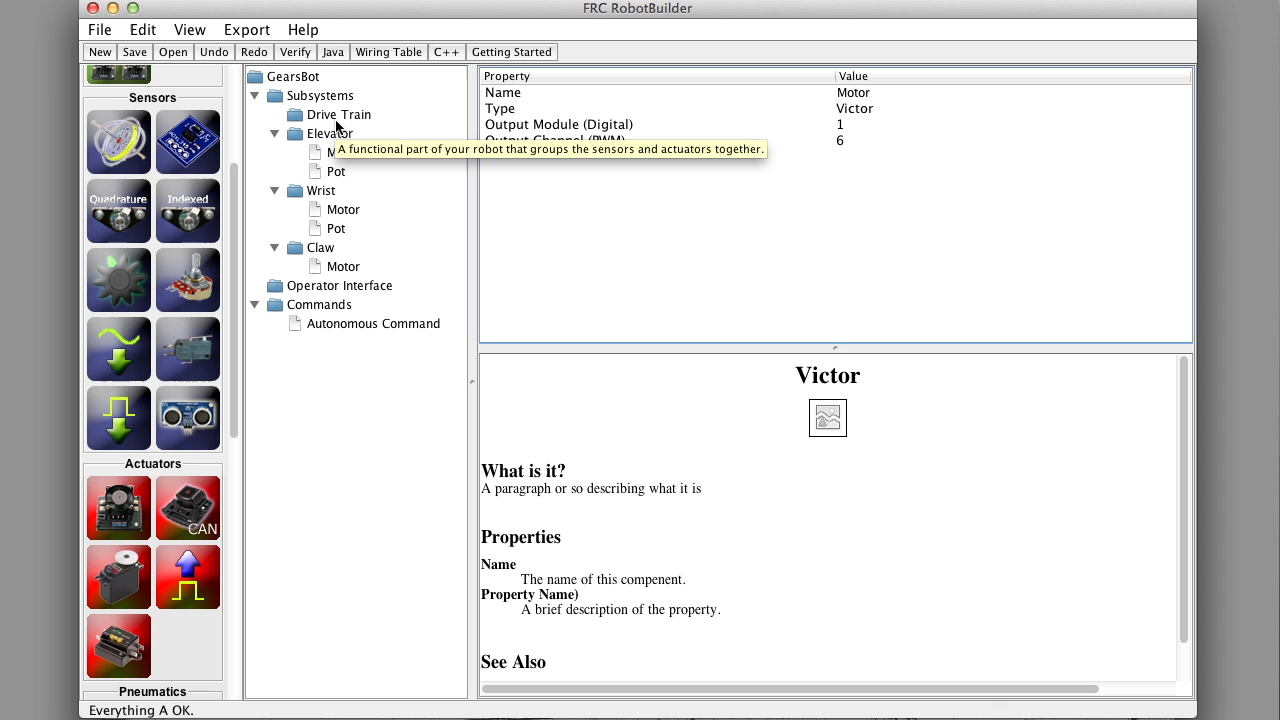 FRC RobotBuilder
File Edit View Export Help
New Save Open Undo Redo Verify Java Wiring Table C++ Getting Started
Sensors
Quadrature Indexed
Actuators
CAN
Pneumatics
GearsBot
Subsystems
Drive Train
Elevator
Pot
Wrist
Motor
Pot
Claw
Motor
Operator Interface
Commands
Autonomous Command
A functional part of your robot that groups the sensors and actuators together.
Property Value
Name Motor
Type Victor
Output Module (Digital) 1
Output Channel (PWM) 6
Victor
What is it?
A paragraph or so describing what it is
Properties
Name
The name of this compenent.
Property Name)
A brief description of the property.
See Also
Everything A OK.